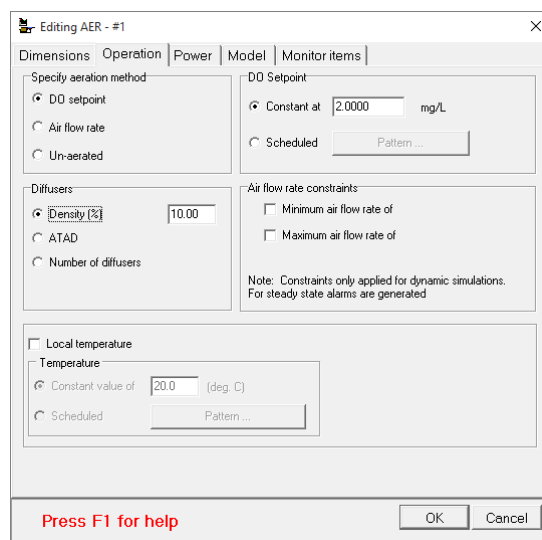 Editing AER - #1
Dimensions Operation Power Model Monitor items
Specify aeration method
DO setpoint
Air flow rate
Un-aerated
DO Setpoint
Constant at 2.0000 mg/L
Scheduled Pattern ...
Diffusers
Density (%) 10.00
ATAD
Number of diffusers
Air flow rate constraints
Minimum air flow rate of
Maximum air flow rate of
Note: Constraints only applied for dynamic simulations.
For steady state alarms are generated
Local temperature
Temperature
Constant value of 20.0 (deg. C)
Scheduled Pattern ...
Press F1 for help
OK Cancel